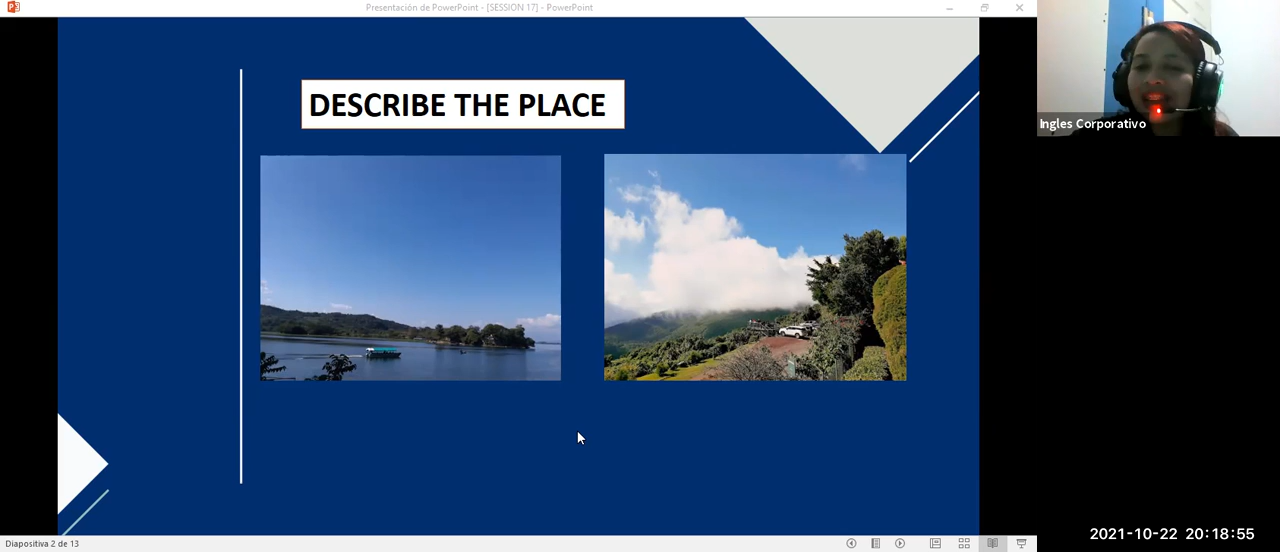 Presentación de PowerPoint - [SESSION 17] - PowerPoint
DESCRIBE THE PLACE
Ingles Corporativo
Diapositiva 2 de 13
2021-10-22 20:18:55